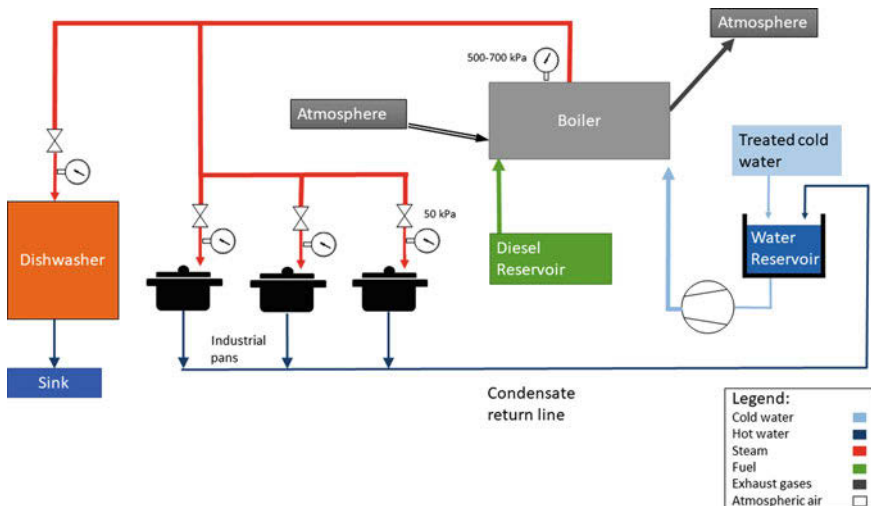 Atmosphere
500-700 kPa
Atmosphere
Boiler
Treated cold
water
50 kPa
Dishwasher
Diesel
Reservoir
Water
Reservoir
Industrial
pans
Sink
Condensate
return line
Legend:
Cold water
Hot water
Steam
Fuel
Exhaust gases
Atmospheric air